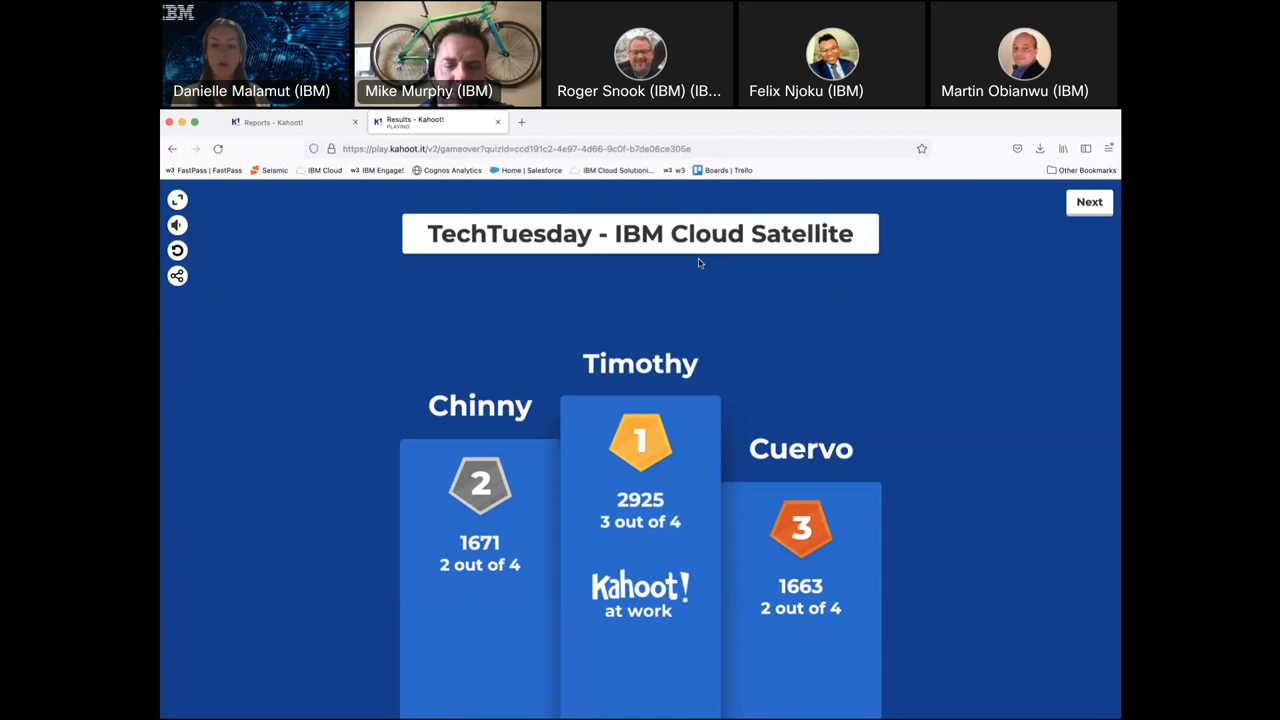 IBM
Danielle Malamut (IBM)
Mike Murphy (IBM)
Roger Snook (IBM) (IB...
Felix Njoku (IBM)
Martin Obianwu (IBM)
K! Reports - Kahoot!
K! Results - Kahoot!
PLAYING
https://play.kahoot.it/v2/gameover?quizId=ccd191c2-4e97-4d66-9c0f-b7de06ce305e
w3 FastPass | FastPass
Seismic
IBM Cloud
w3 IBM Engage!
Cognos Analytics
Home | Salesforce
IBM Cloud Solutioni...
w3 w3
Boards | Trello
Other Bookmarks
Next
TechTuesday - IBM Cloud Satellite
Timothy
1
2925
3 out of 4
Kahoot!
at work
Chinny
2
1671
2 out of 4
Cuervo
3
1663
2 out of 4